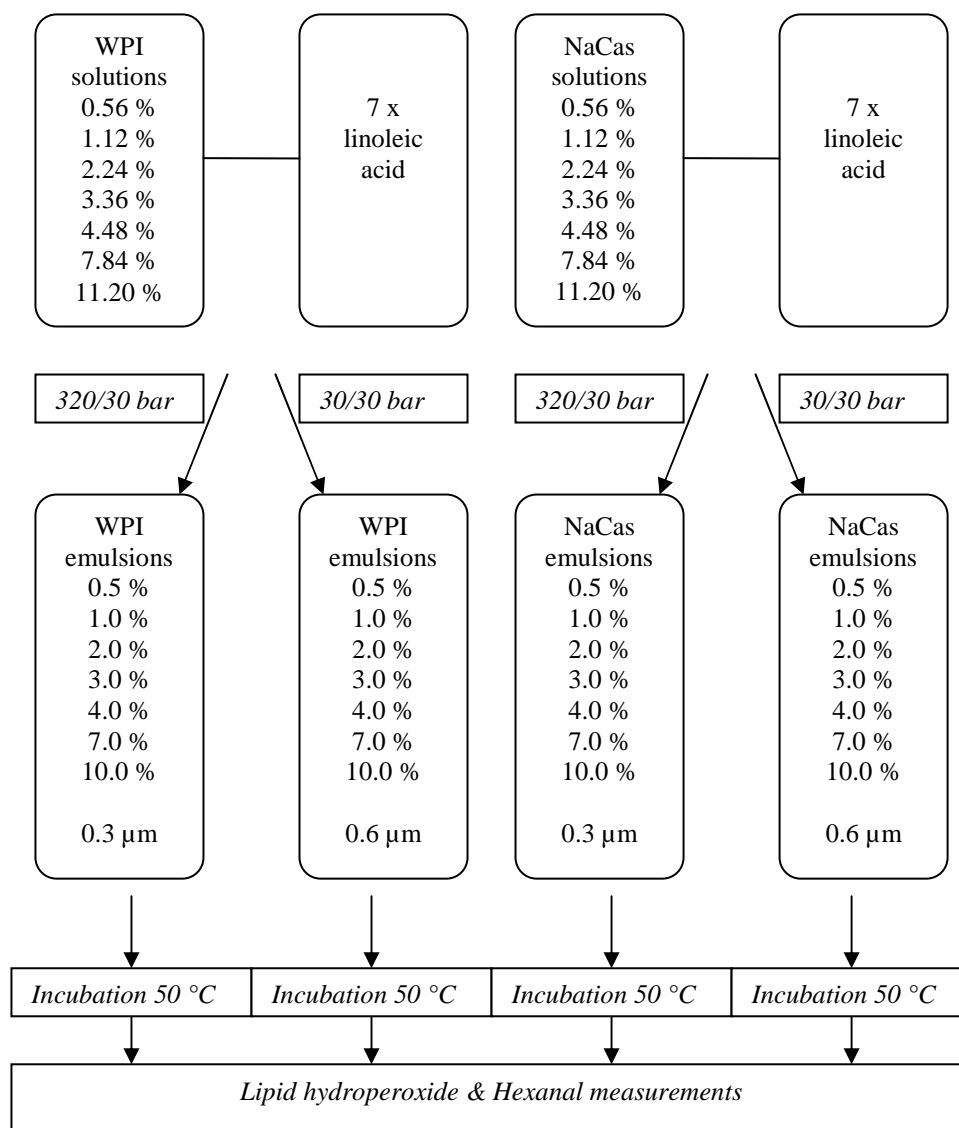 WPI
solutions
0.56 %
1.12 %
2.24 %
3.36 %
4.48 %
7.84 %
11.20 %
7 x
linoleic
acid
NaCas
solutions
0.56 %
1.12 %
2.24 %
3.36 %
4.48 %
7.84 %
11.20 %
7 x
linoleic
acid
320/30 bar
30/30 bar
320/30 bar
30/30 bar
WPI
emulsions
0.5 %
1.0 %
2.0 %
3.0 %
4.0 %
7.0 %
10.0 %
0.3 µm
WPI
emulsions
0.5 %
1.0 %
2.0 %
3.0 %
4.0 %
7.0 %
10.0 %
0.6 µm
NaCas
emulsions
0.5 %
1.0 %
2.0 %
3.0 %
4.0 %
7.0 %
10.0 %
0.3 µm
NaCas
emulsions
0.5 %
1.0 %
2.0 %
3.0 %
4.0 %
7.0 %
10.0 %
0.6 µm
Incubation 50 °C
Incubation 50 °C
Incubation 50 °C
Incubation 50 °C
Lipid hydroperoxide & Hexanal measurements